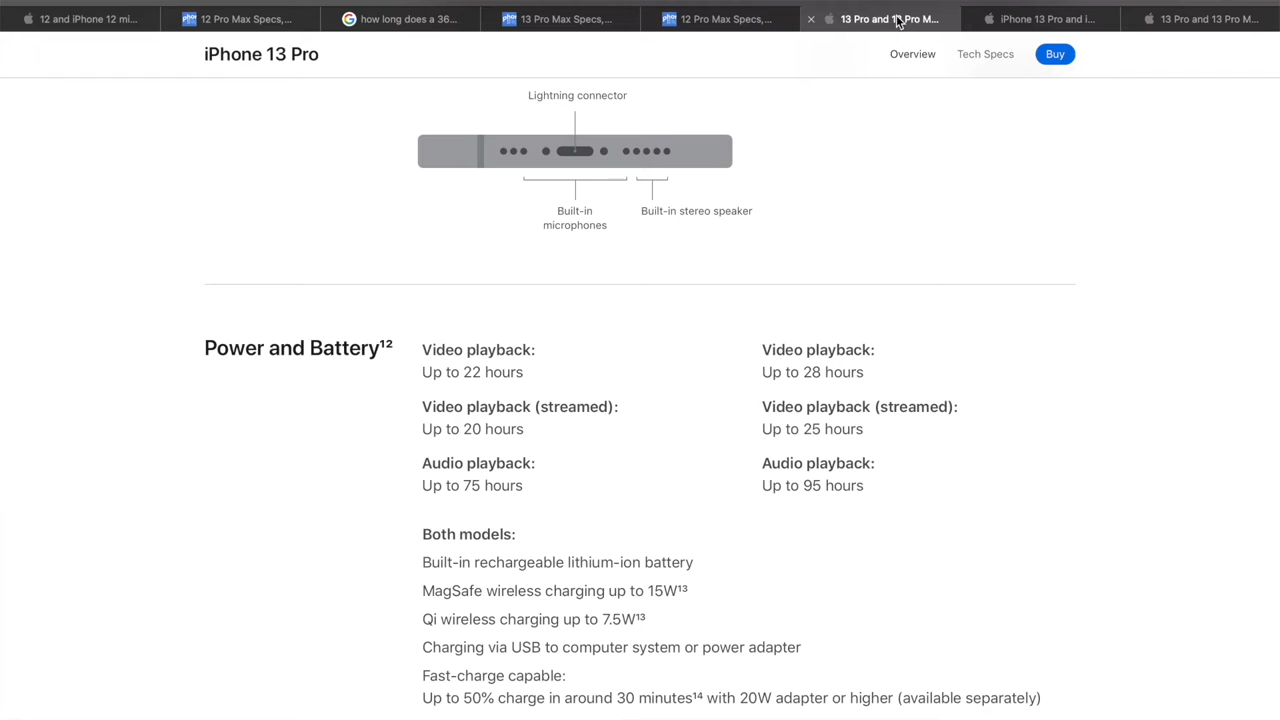 12 and iPhone 12 mi...
12 Pro Max Specs,...
how long does a 36...
13 Pro Max Specs,...
12 Pro Max Specs,...
13 Pro and 13 Pro M...
iPhone 13 Pro and i...
13 Pro and 13 Pro M...
iPhone 13 Pro
Overview
Tech Specs
Buy
Lightning connector
Built-in
microphones
Built-in stereo speaker
Power and Battery¹²
Video playback:
Up to 22 hours
Video playback (streamed):
Up to 20 hours
Audio playback:
Up to 75 hours
Video playback:
Up to 28 hours
Video playback (streamed):
Up to 25 hours
Audio playback:
Up to 95 hours
Both models:
Built-in rechargeable lithium-ion battery
MagSafe wireless charging up to 15W¹³
Qi wireless charging up to 7.5W¹³
Charging via USB to computer system or power adapter
Fast-charge capable:
Up to 50% charge in around 30 minutes¹⁴ with 20W adapter or higher (available separately)